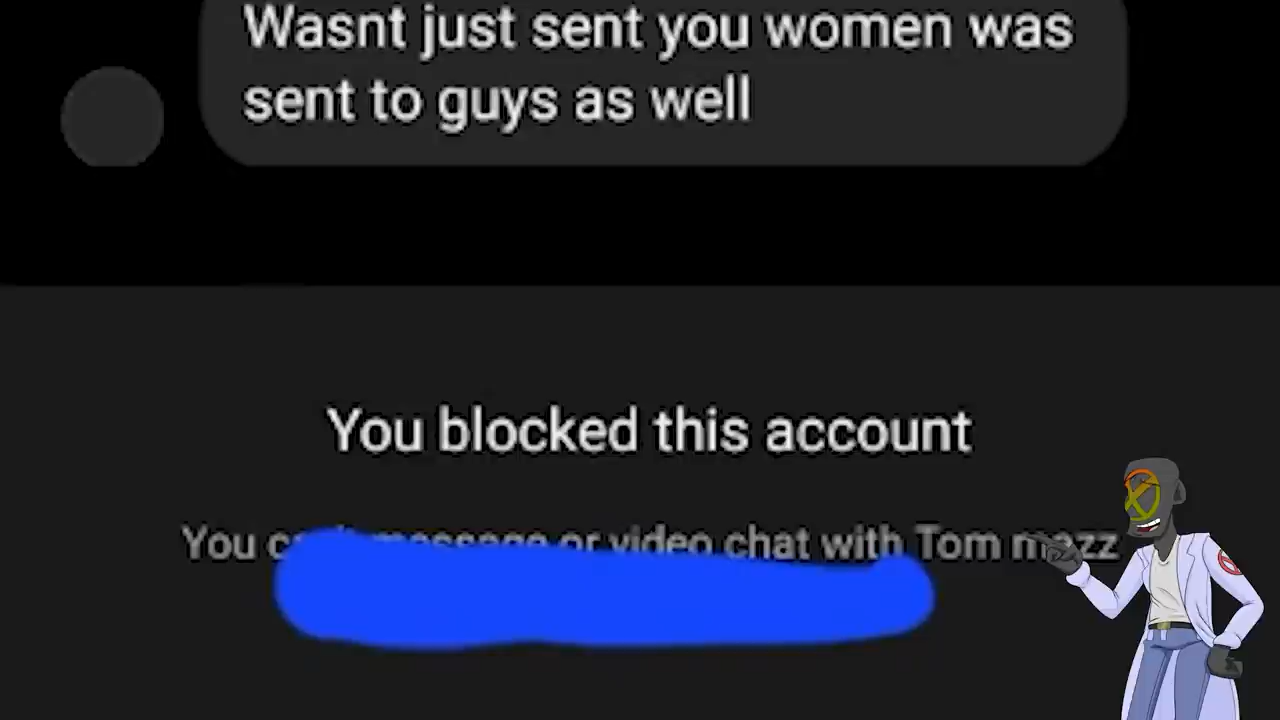 Wasnt just sent you women was
sent to guys as well
You blocked this account
You message or video chat with Tom mazz